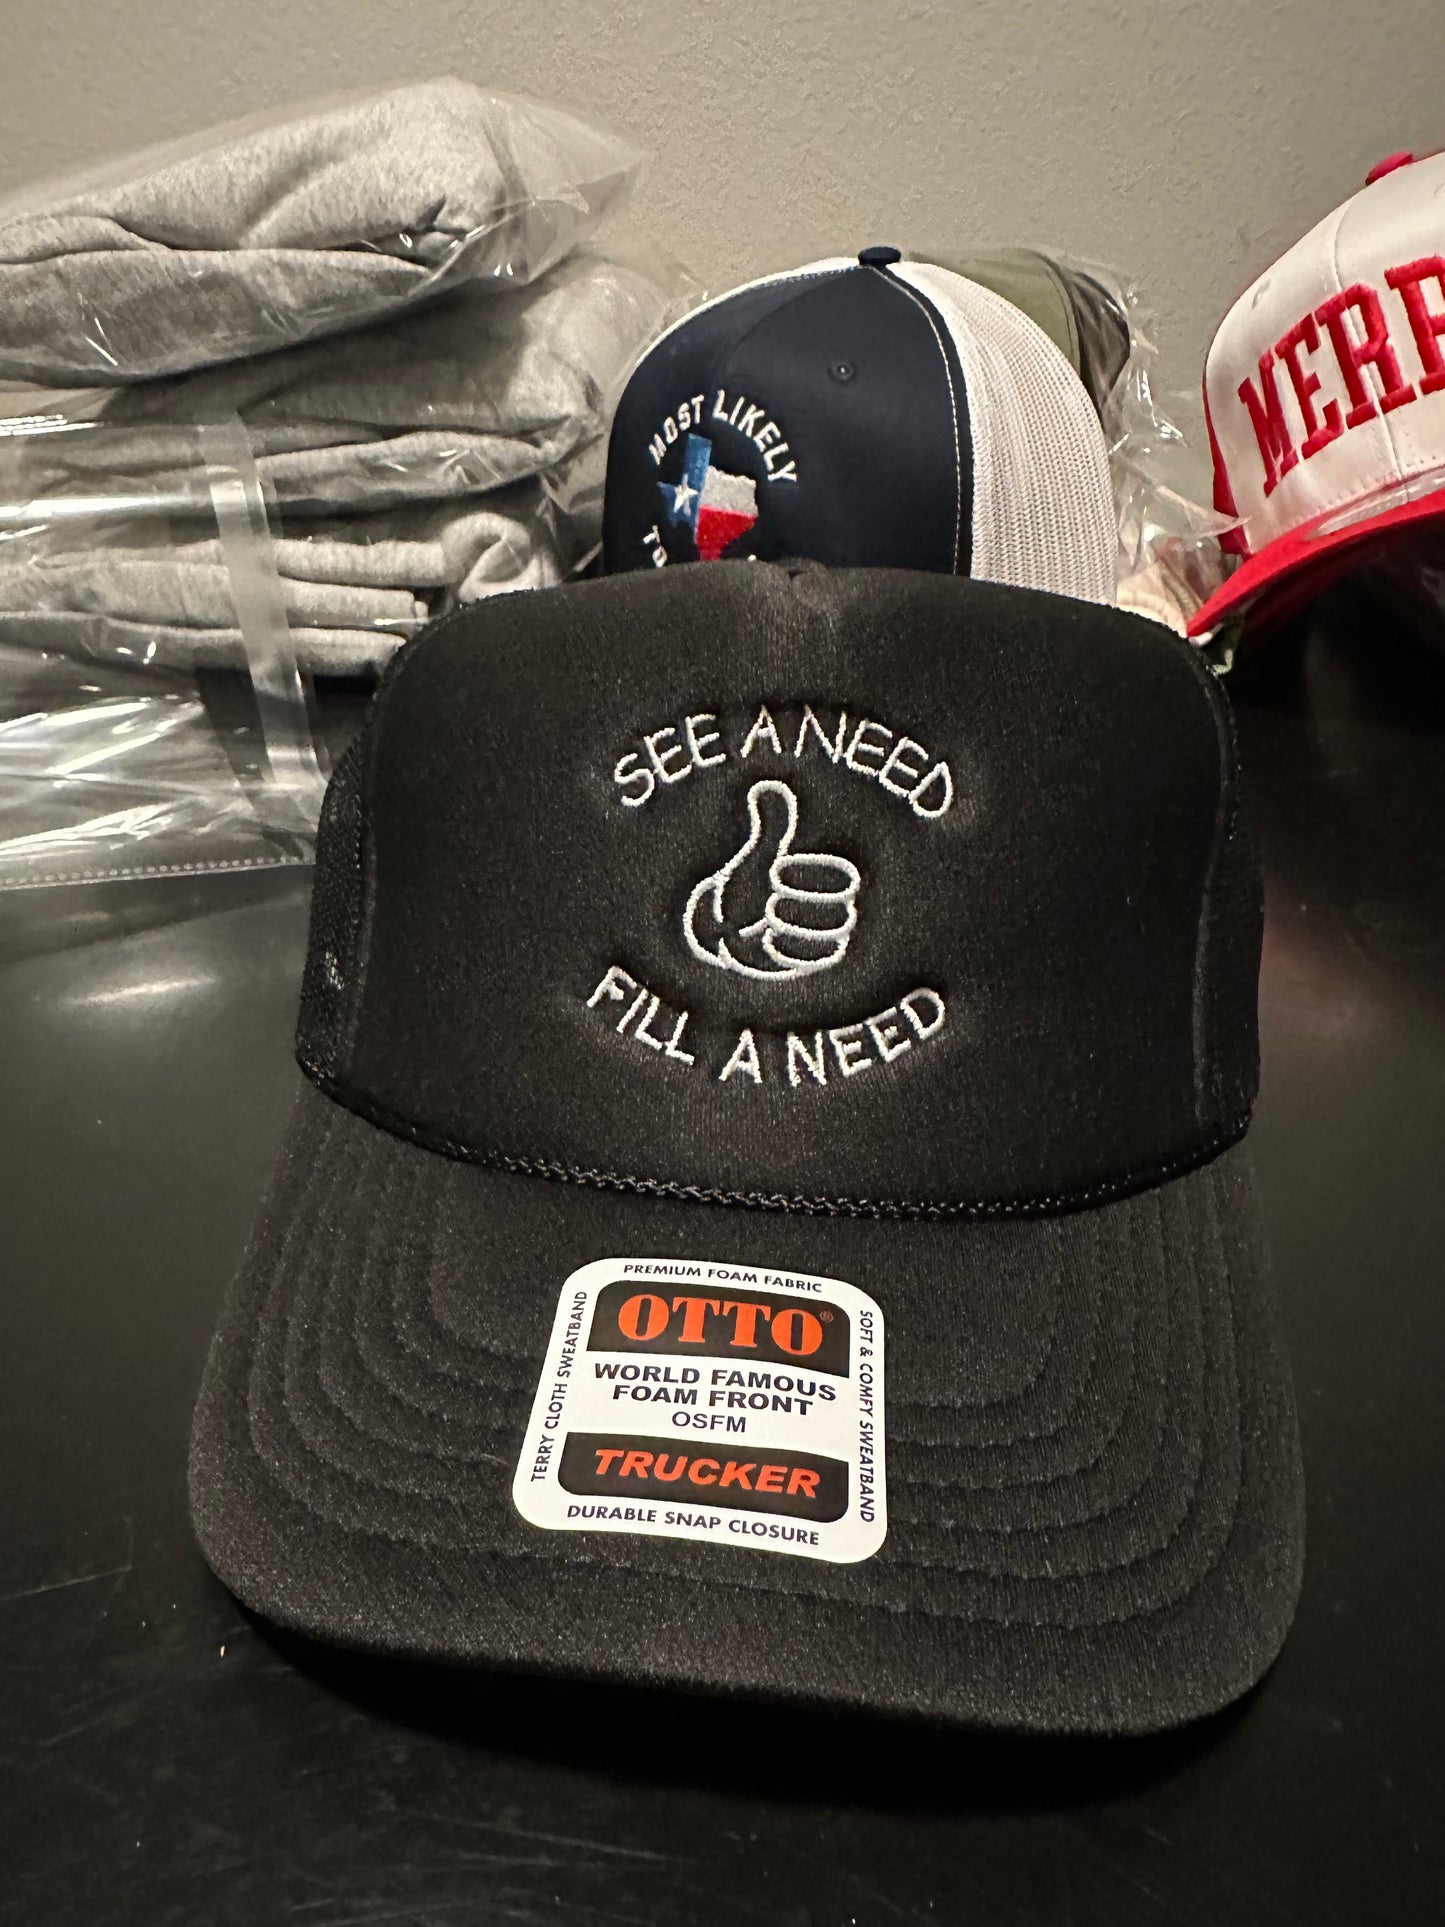 MOST LIKELY
TO
MERR
SEE A NEED
FILL A NEED
PREMIUM FOAM FABRIC
OTTO®
WORLD FAMOUS
FOAM FRONT
OSFM
TRUCKER
DURABLE SNAP CLOSURE
TERRY CLOTH SWEATBAND
SOFT & COMFY SWEATBAND